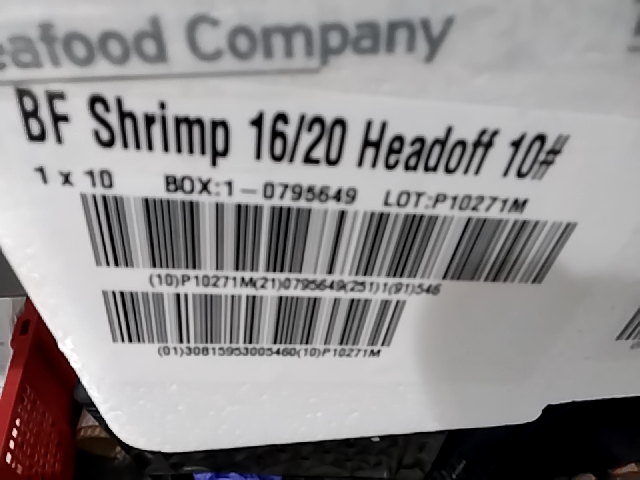 eafood Company
BF Shrimp 16/20 Headoff 10#
1 x 10 BOX:1-0795649 LOT:P10271M
(10)P10271M(21)0795649(251)1(91)546
(01)30815953005460(10)P10271M